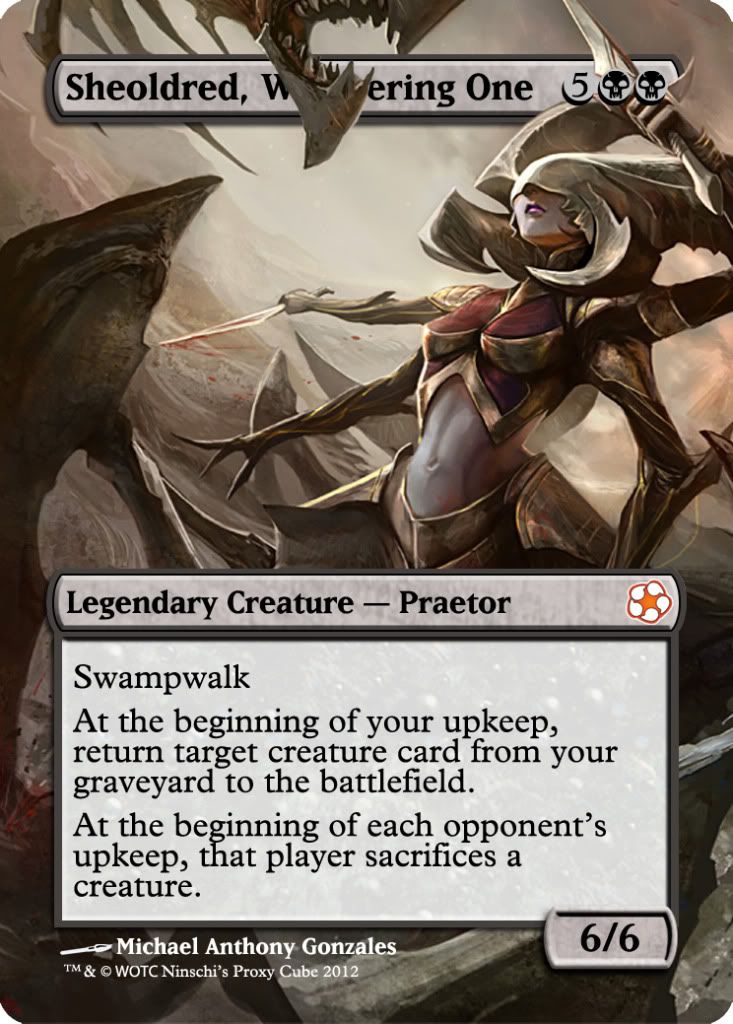 Sheoldred, W ering One 5
Legendary Creature — Praetor
Swampwalk
At the beginning of your upkeep,
return target creature card from your
graveyard to the battlefield.
At the beginning of each opponent's
upkeep, that player sacrifices a
creature.
6/6
Michael Anthony Gonzales
™ & © WOTC Ninschi's Proxy Cube 2012